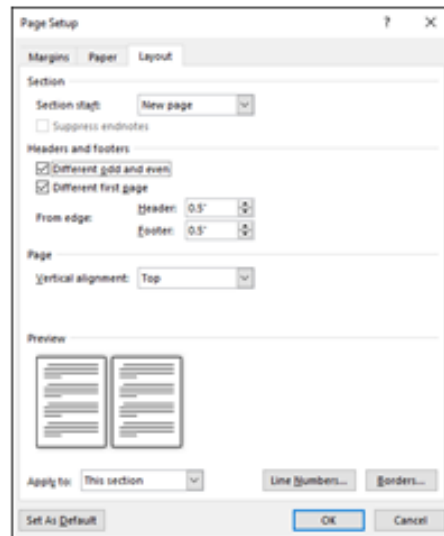 Page Setup ? ×
Margins Paper Layout
Section
Section start: New page
Suppress endnotes
Headers and footers
Different odd and even
Different first page
Header: 0.5"
From edge:
Footer: 0.5"
Page
Vertical alignment: Top
Preview
Apply to: This section Line Numbers... Borders...
Set As Default OK Cancel